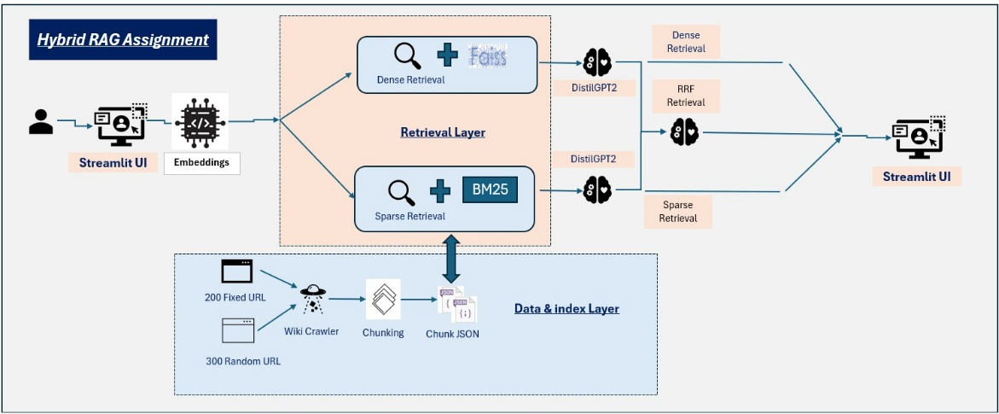 Hybrid RAG Assignment
Streamlit UI
</>
Embeddings
Faiss
Dense Retrieval
Retrieval Layer
BM25
Sparse Retrieval
DistilGPT2
DistilGPT2
Dense
Retrieval
RRF
Retrieval
Sparse
Retrieval
Streamlit UI
200 Fixed URL
300 Random URL
Wiki Crawler
Chunking
JSON
JSON
{;}
Chunk JSON
Data & index Layer